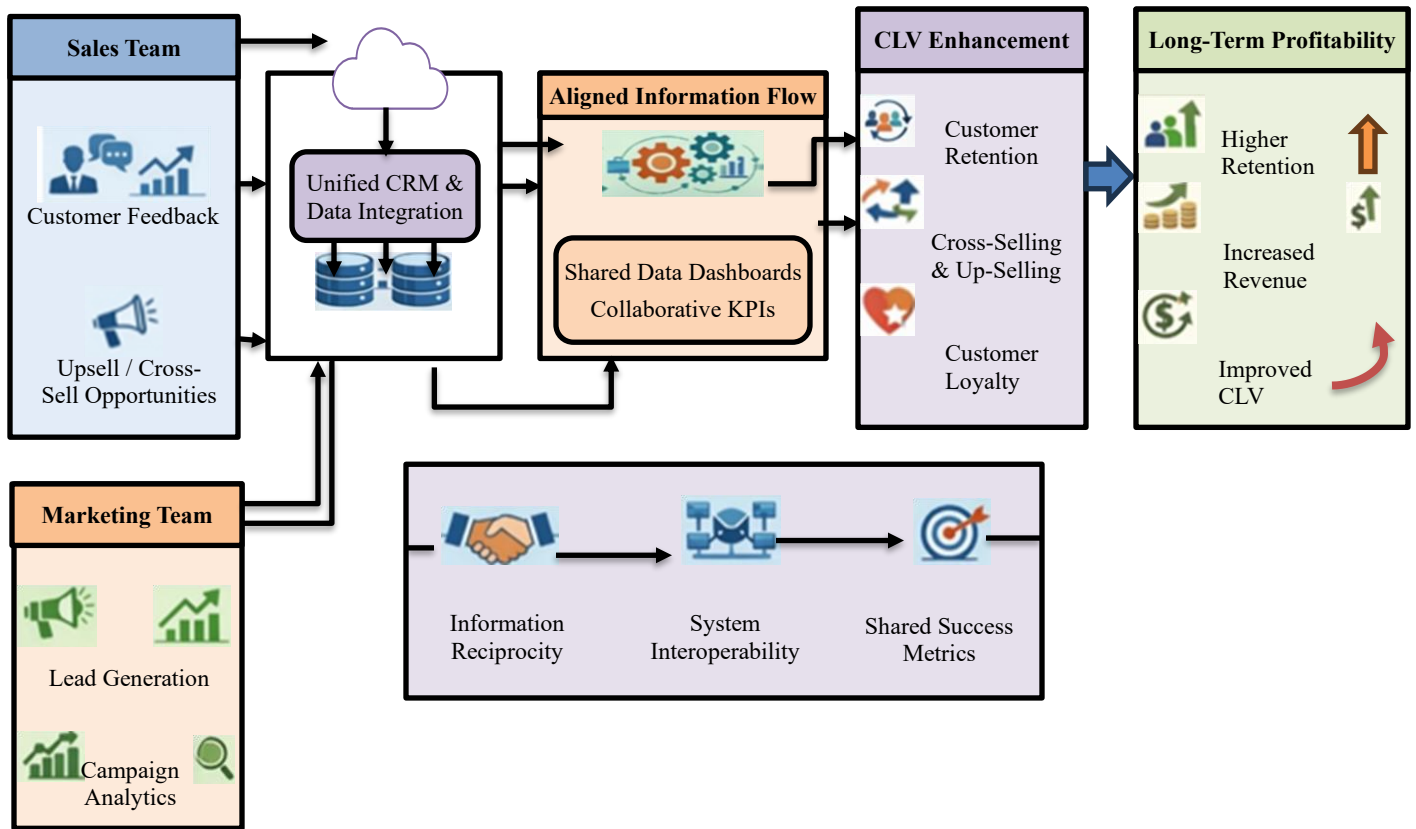 Sales Team
Customer Feedback
Upsell / Cross-
Sell Opportunities
Marketing Team
Lead Generation
Campaign
Analytics
Unified CRM &
Data Integration
Aligned Information Flow
Shared Data Dashboards
Collaborative KPIs
CLV Enhancement
Customer
Retention
Cross-Selling
& Up-Selling
Customer
Loyalty
Long-Term Profitability
Higher
Retention
$
Increased
Revenue
$
Improved
CLV
Information
Reciprocity
System
Interoperability
Shared Success
Metrics